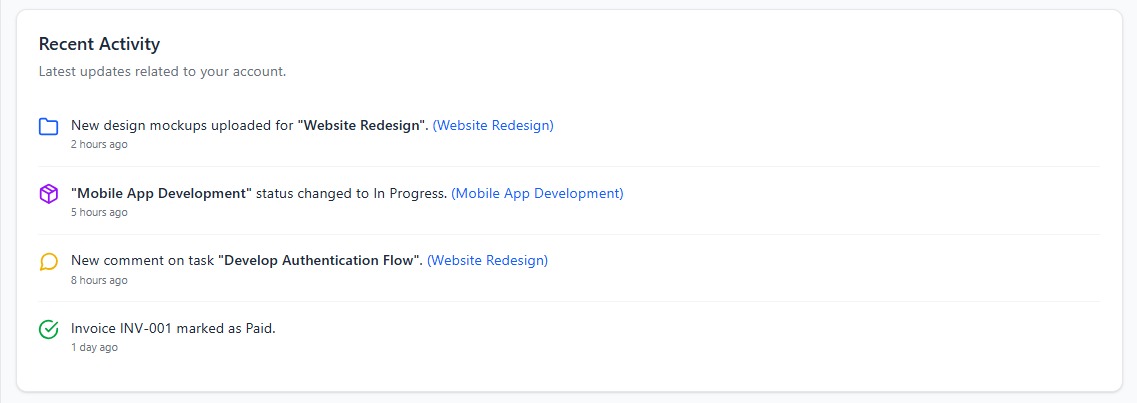 Recent Activity
Latest updates related to your account.
New design mockups uploaded for "Website Redesign". (Website Redesign)
2 hours ago
"Mobile App Development" status changed to In Progress. (Mobile App Development)
5 hours ago
New comment on task "Develop Authentication Flow". (Website Redesign)
8 hours ago
Invoice INV-001 marked as Paid.
1 day ago